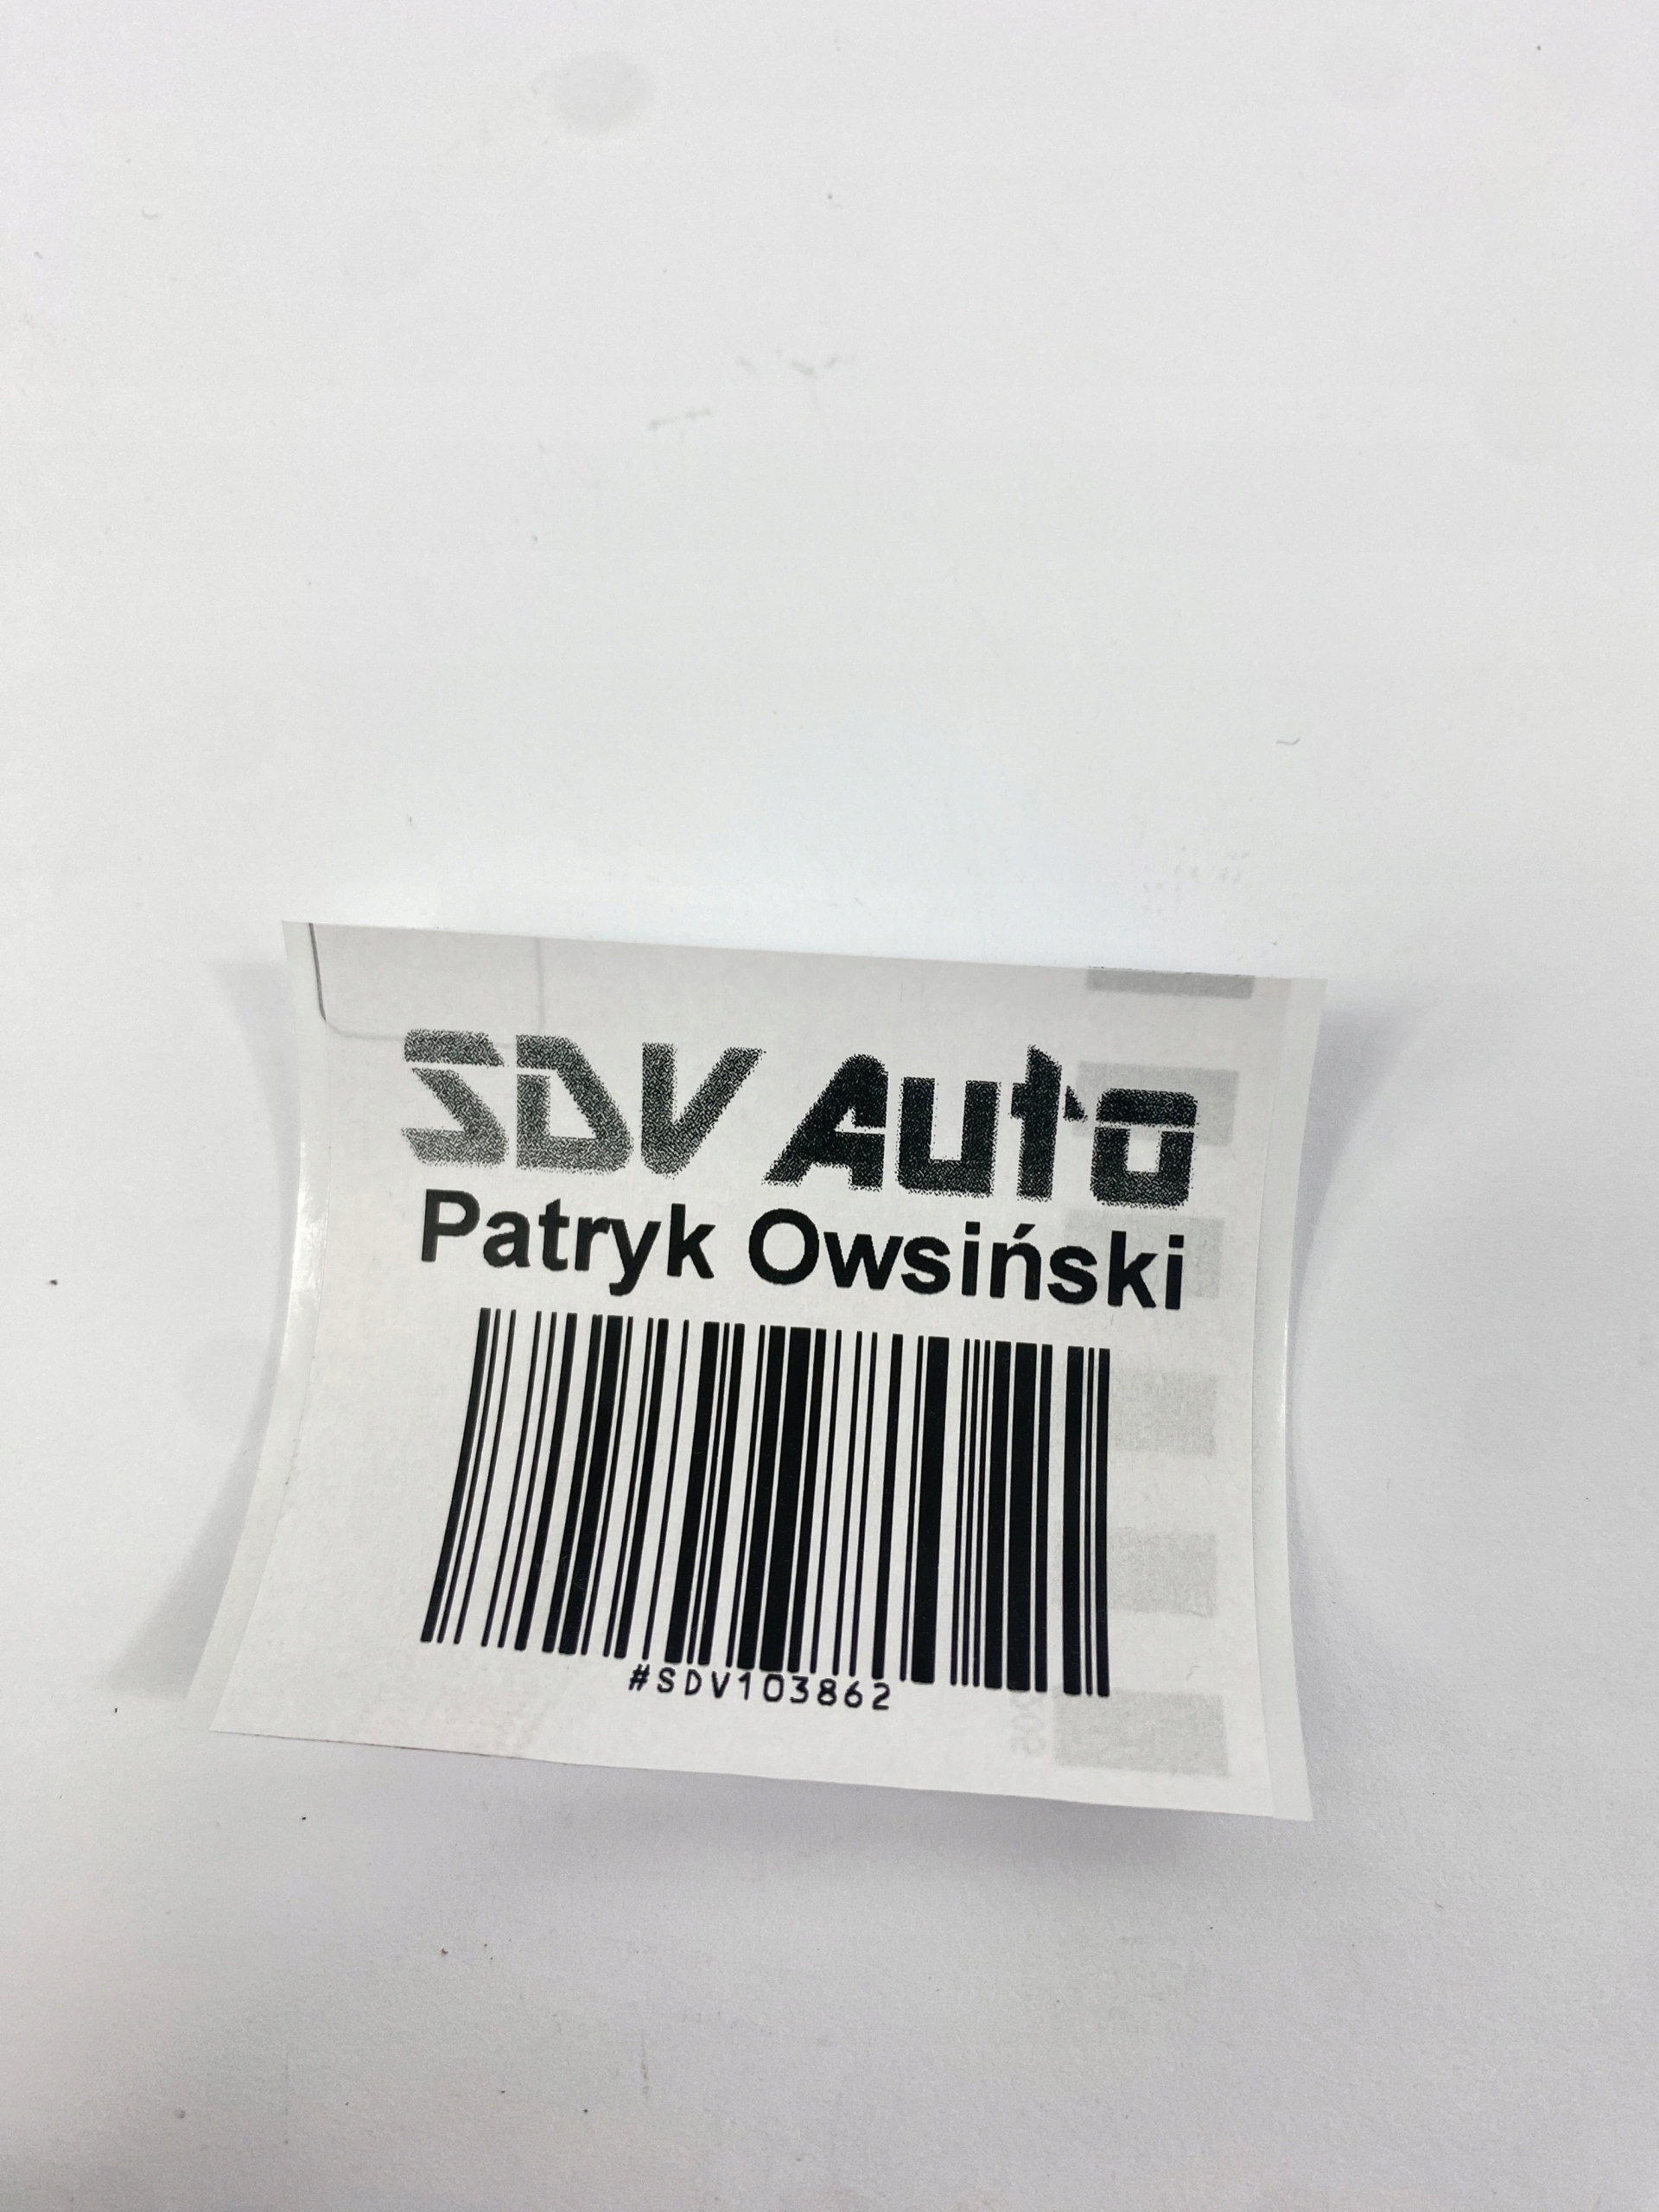 SDV Auto
Patryk Owsiński
#SDV103862